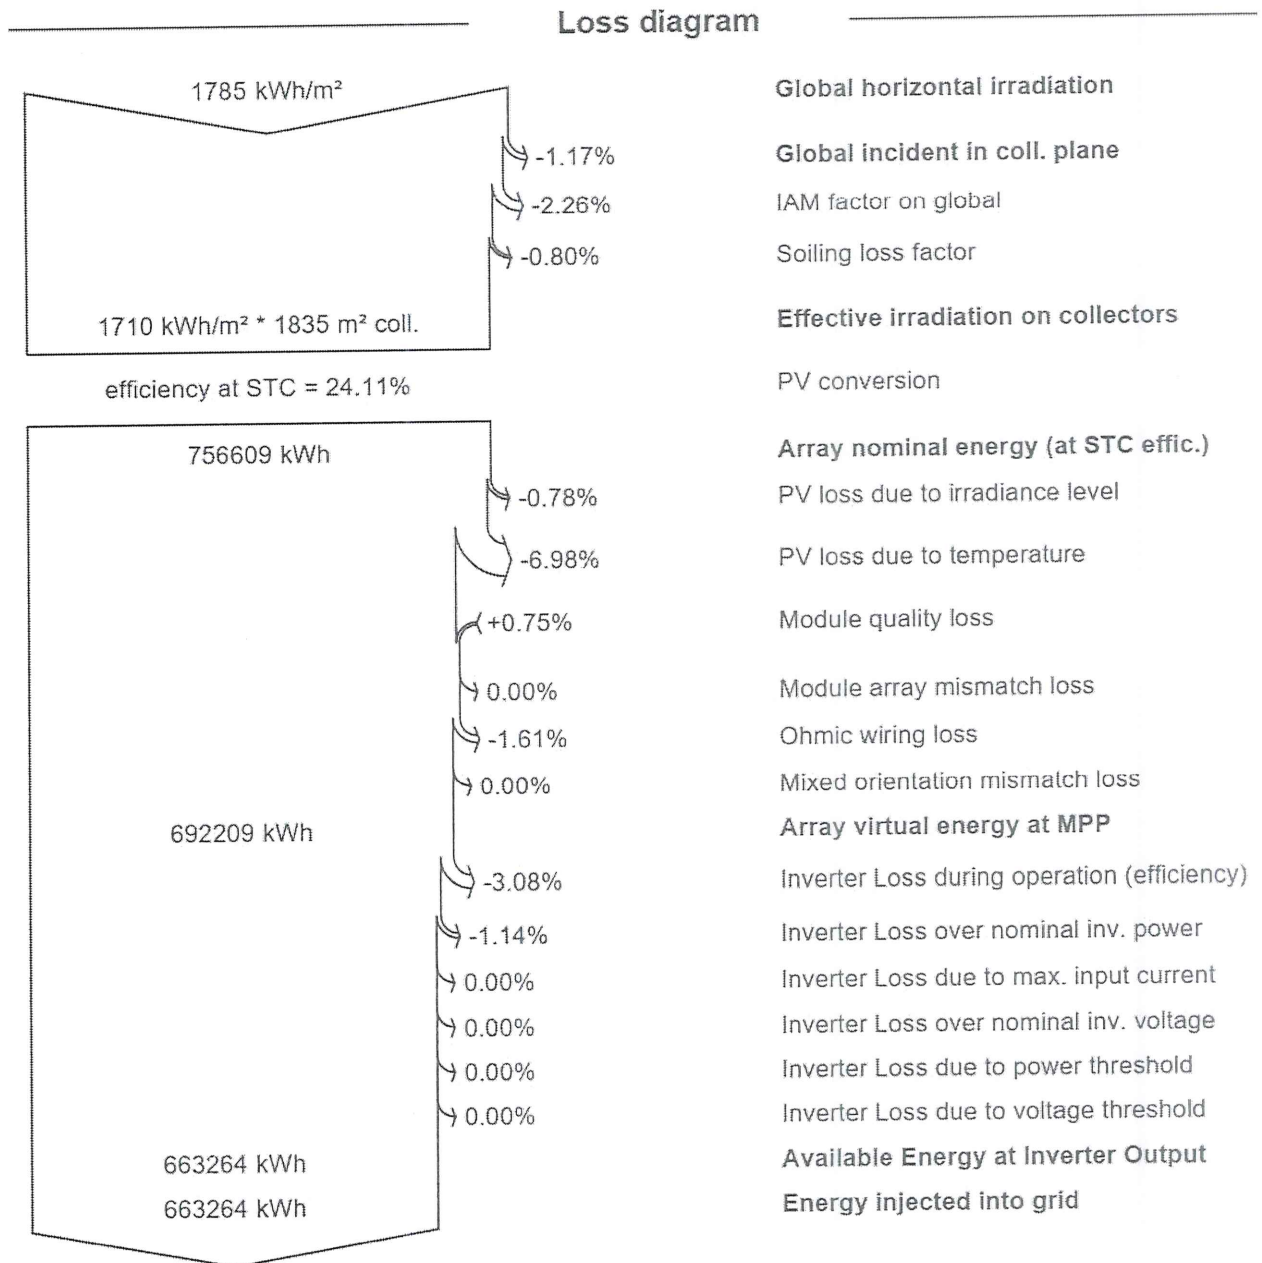 Loss diagram
1785 kWh/m² Global horizontal irradiation
-1.17% Global incident in coll. plane
-2.26% IAM factor on global
-0.80% Soiling loss factor
1710 kWh/m² * 1835 m² coll. Effective irradiation on collectors
efficiency at STC = 24.11% PV conversion
756609 kWh Array nominal energy (at STC effic.)
-0.78% PV loss due to irradiance level
-6.98% PV loss due to temperature
+0.75% Module quality loss
0.00% Module array mismatch loss
-1.61% Ohmic wiring loss
0.00% Mixed orientation mismatch loss
692209 kWh Array virtual energy at MPP
-3.08% Inverter Loss during operation (efficiency)
-1.14% Inverter Loss over nominal inv. power
0.00% Inverter Loss due to max. input current
0.00% Inverter Loss over nominal inv. voltage
0.00% Inverter Loss due to power threshold
0.00% Inverter Loss due to voltage threshold
663264 kWh Available Energy at Inverter Output
663264 kWh Energy injected into grid